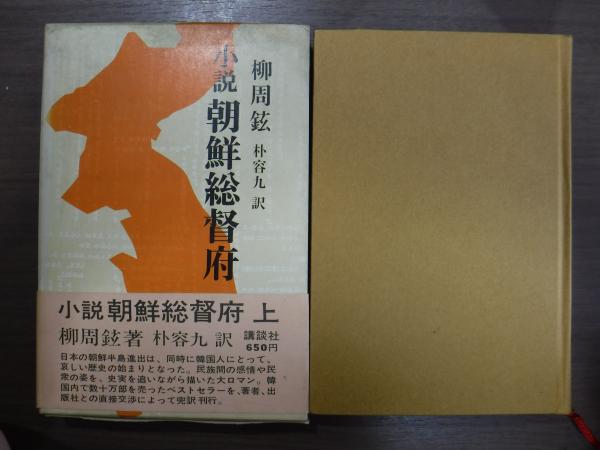 小説
朝鮮総督府
柳周鉉
朴容九 訳
小説 朝鮮総督府 上
柳周鉉著 朴容九 訳 講談社
650円
日本の朝鮮半島進出は、同時に韓国人にとって、
哀しい歴史の始まりとなった。民族間の感情や民
衆の姿を、史実を追いながら描いた大ロマン。韓
国内で数十万部を売ったベストセラーを、著者、出
版社との直接交渉によって完訳刊行。